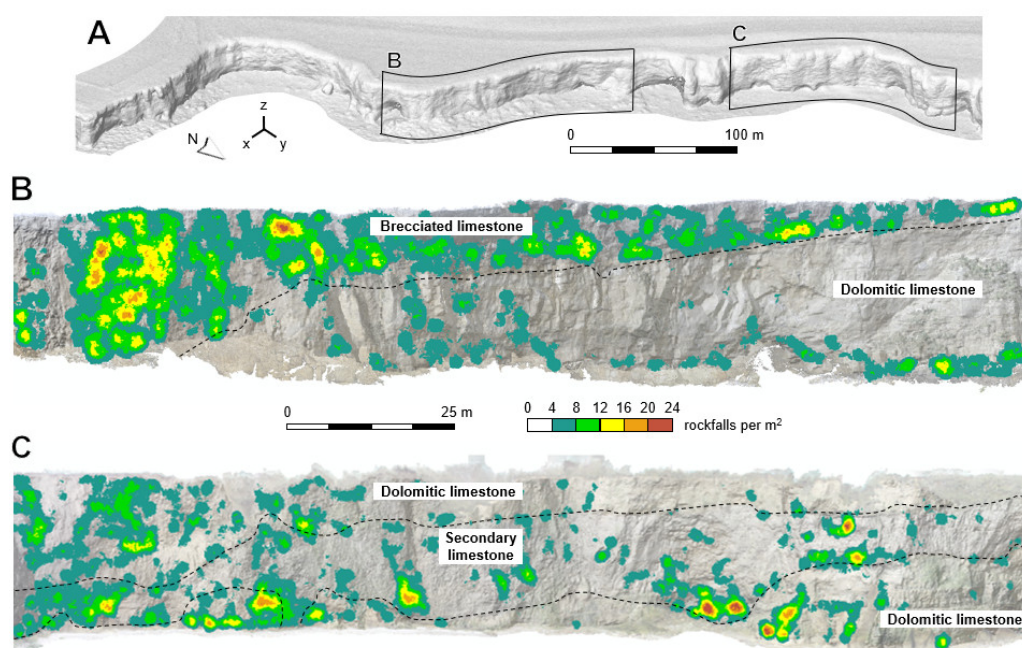 A
B
C
z
x
y
N
0
100 m
B
Brecciated limestone
Dolomitic limestone
0
25 m
0 4 8 12 16 20 24
rockfalls per m²
C
Dolomitic limestone
Secondary
limestone
Dolomitic limestone